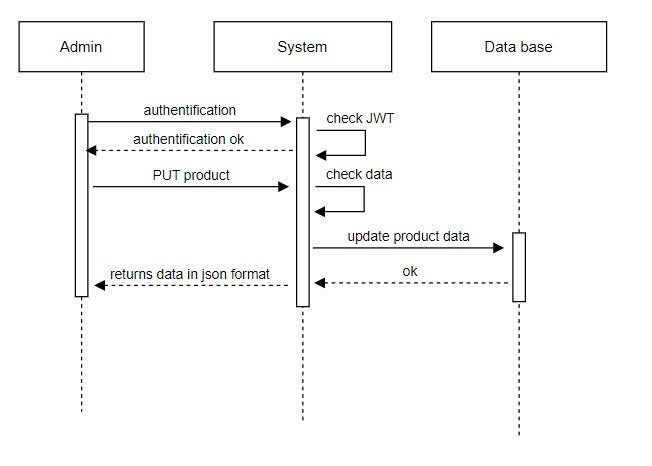 Admin
System
Data base
authentification
check JWT
authentification ok
PUT product
check data
update product data
returns data in json format
ok